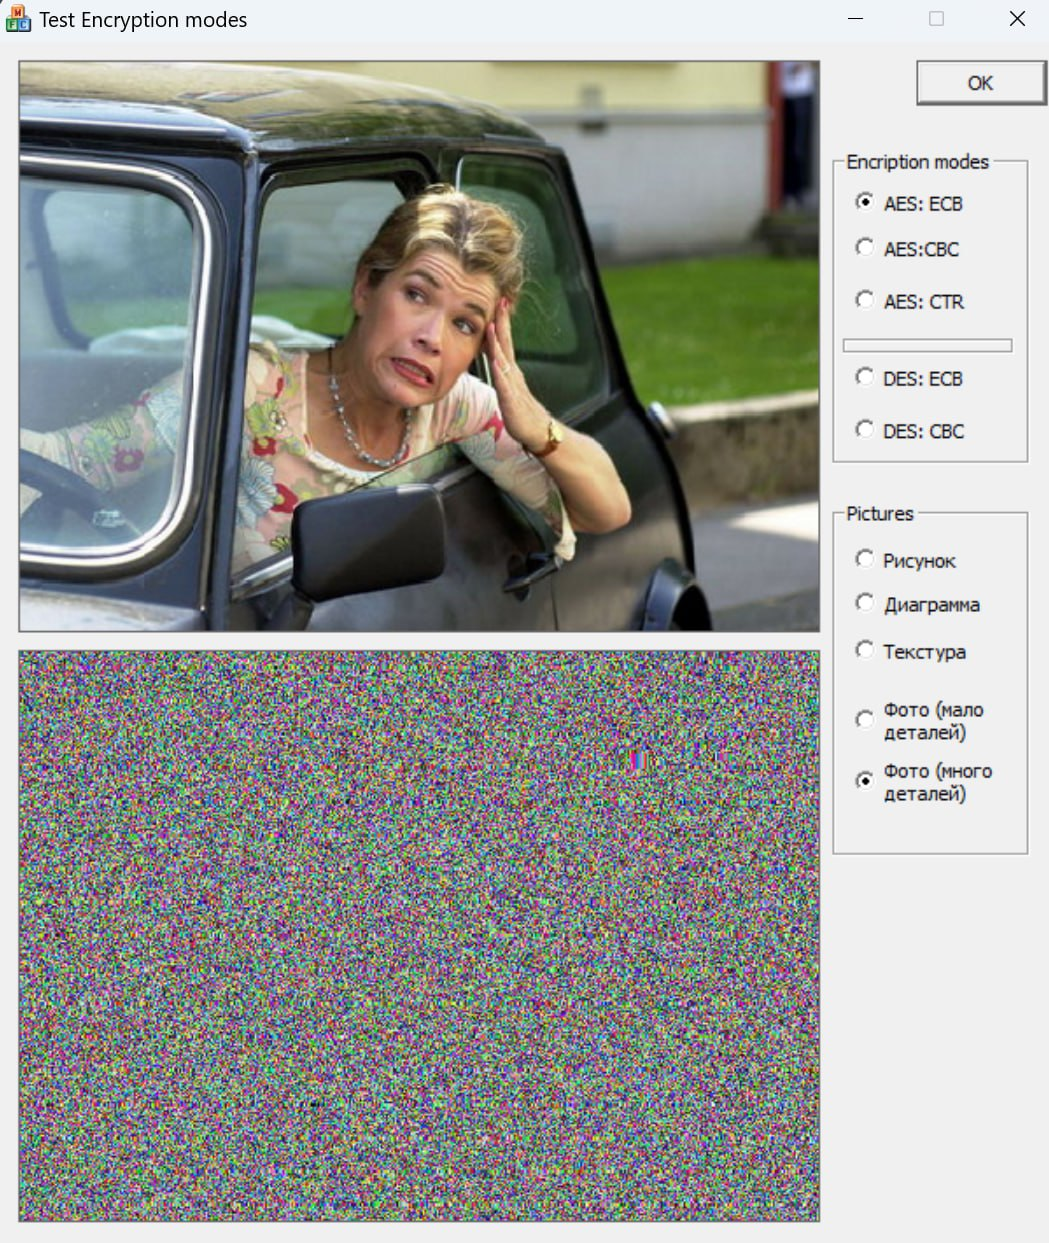 Test Encryption modes
OK
Encription modes
AES: ECB
AES:CBC
AES: CTR
DES: ECB
DES: CBC
Pictures
Рисунок
Диаграмма
Текстура
Фото (мало
деталей)
Фото (много
деталей)